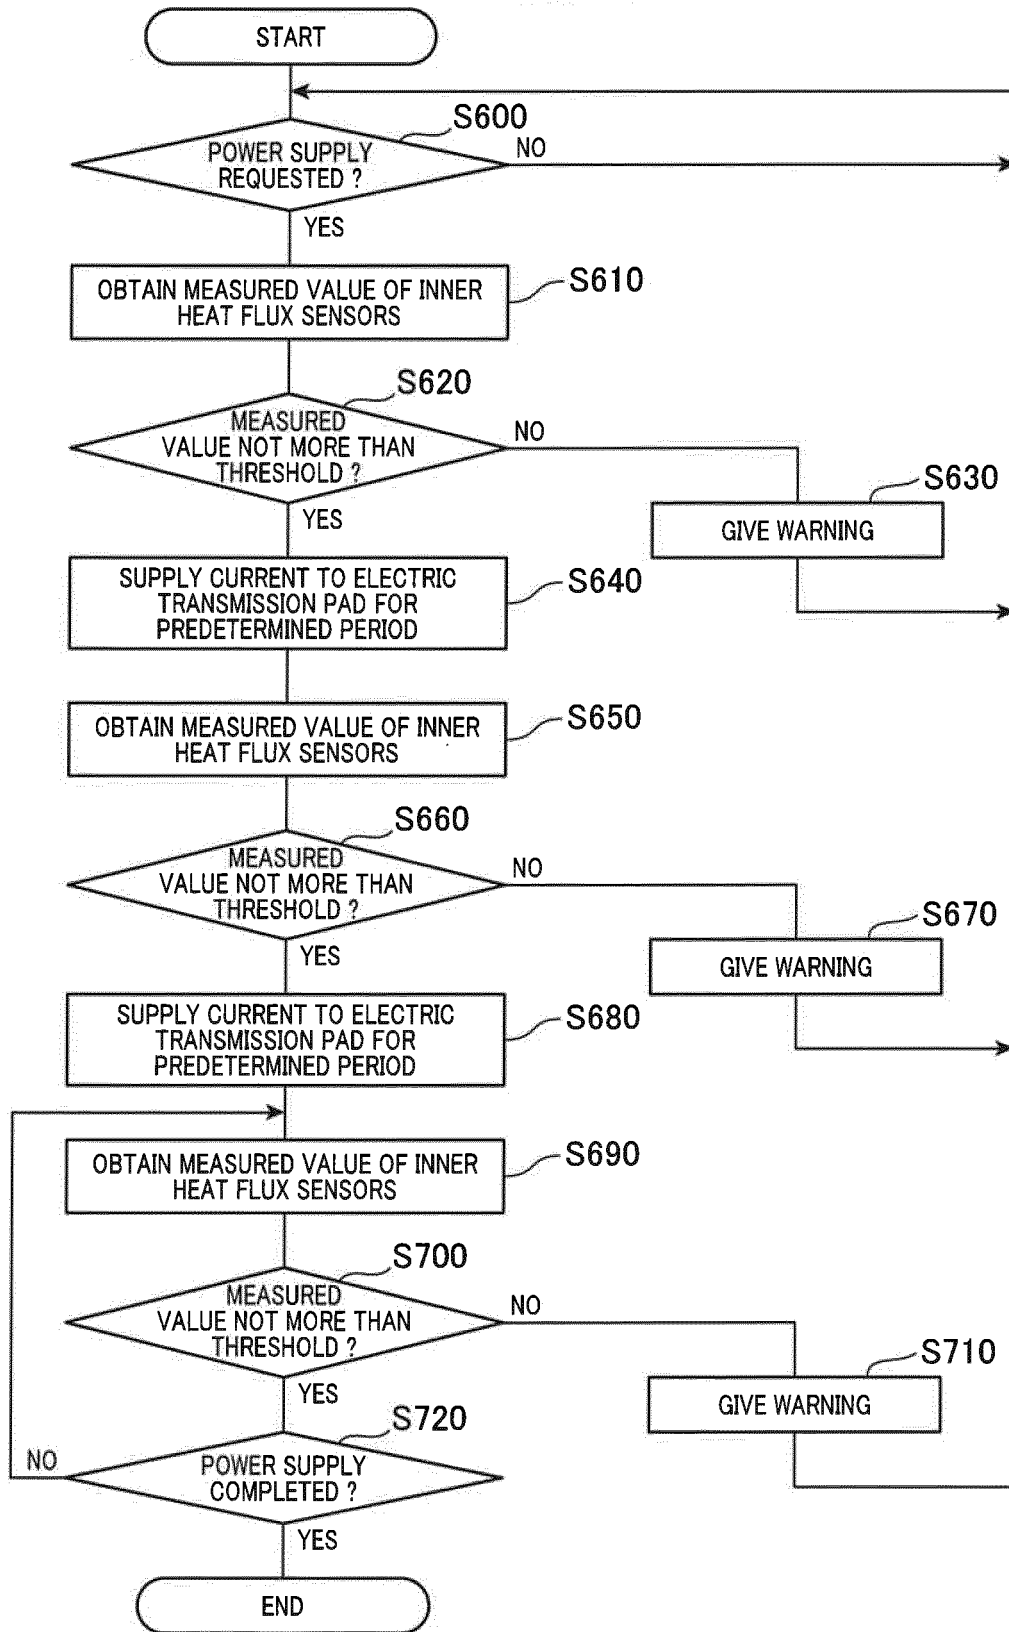 START
S600
POWER SUPPLY
REQUESTED ?
NO
YES
OBTAIN MEASURED VALUE OF INNER
HEAT FLUX SENSORS
S610
S620
MEASURED
VALUE NOT MORE THAN
THRESHOLD ?
NO
YES
S630
GIVE WARNING
SUPPLY CURRENT TO ELECTRIC
TRANSMISSION PAD FOR
PREDETERMINED PERIOD
S640
OBTAIN MEASURED VALUE OF INNER
HEAT FLUX SENSORS
S650
S660
MEASURED
VALUE NOT MORE THAN
THRESHOLD ?
NO
YES
S670
GIVE WARNING
SUPPLY CURRENT TO ELECTRIC
TRANSMISSION PAD FOR
PREDETERMINED PERIOD
S680
OBTAIN MEASURED VALUE OF INNER
HEAT FLUX SENSORS
S690
S700
MEASURED
VALUE NOT MORE THAN
THRESHOLD ?
NO
YES
S710
GIVE WARNING
S720
POWER SUPPLY
COMPLETED ?
NO
YES
END